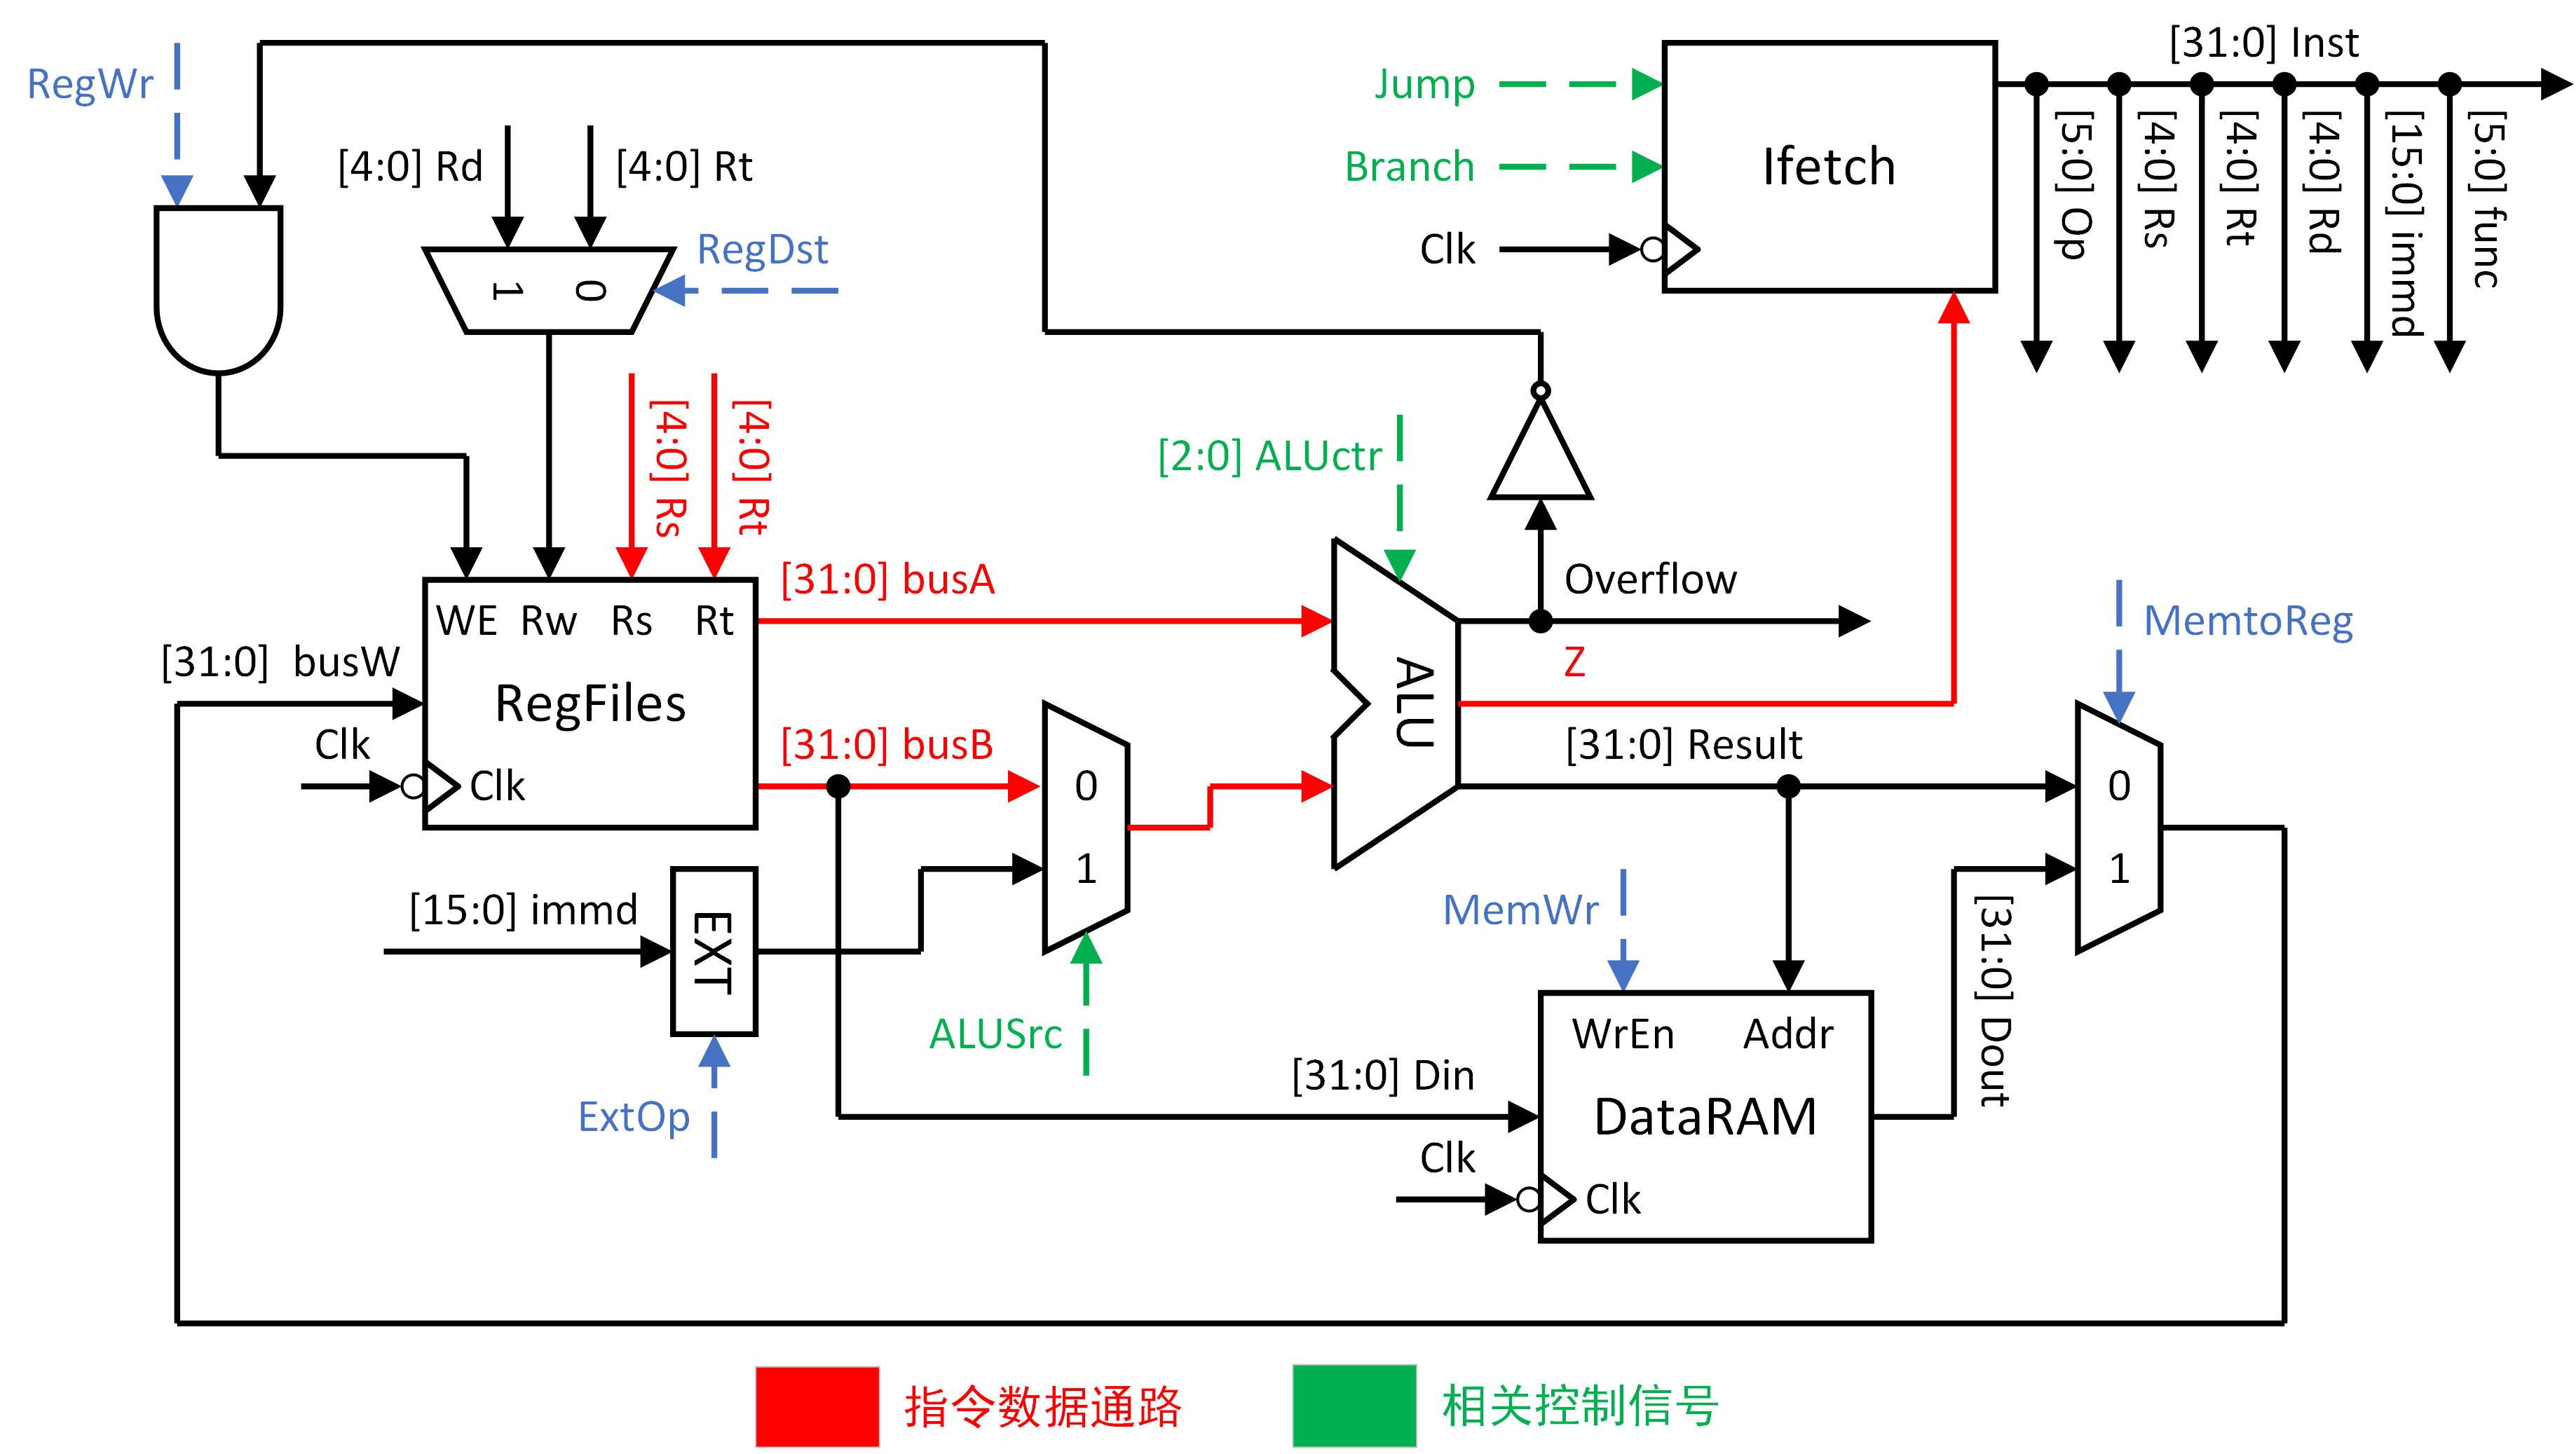 [31:0] Inst
RegWr
Jump
[4:0] Rd
[4:0] Rt
Branch
Ifetch
[5:0] Op
[4:0] Rs
[4:0] Rt
[4:0] Rd
[15:0] immd
[5:0] func
RegDst
Clk
1
0
[4:0] Rs
[4:0] Rt
[2:0] ALUctr
[31:0] busA
Overflow
WE
Rw
Rs
Rt
MemtoReg
[31:0] busW
Z
RegFiles
ALU
Clk
[31:0] busB
[31:0] Result
Clk
0
0
1
1
[15:0] immd
EXT
MemWr
[31:0] Dout
ALUSrc
WrEn
Addr
[31:0] Din
ExtOp
DataRAM
Clk
Clk
指令数据通路
相关控制信号